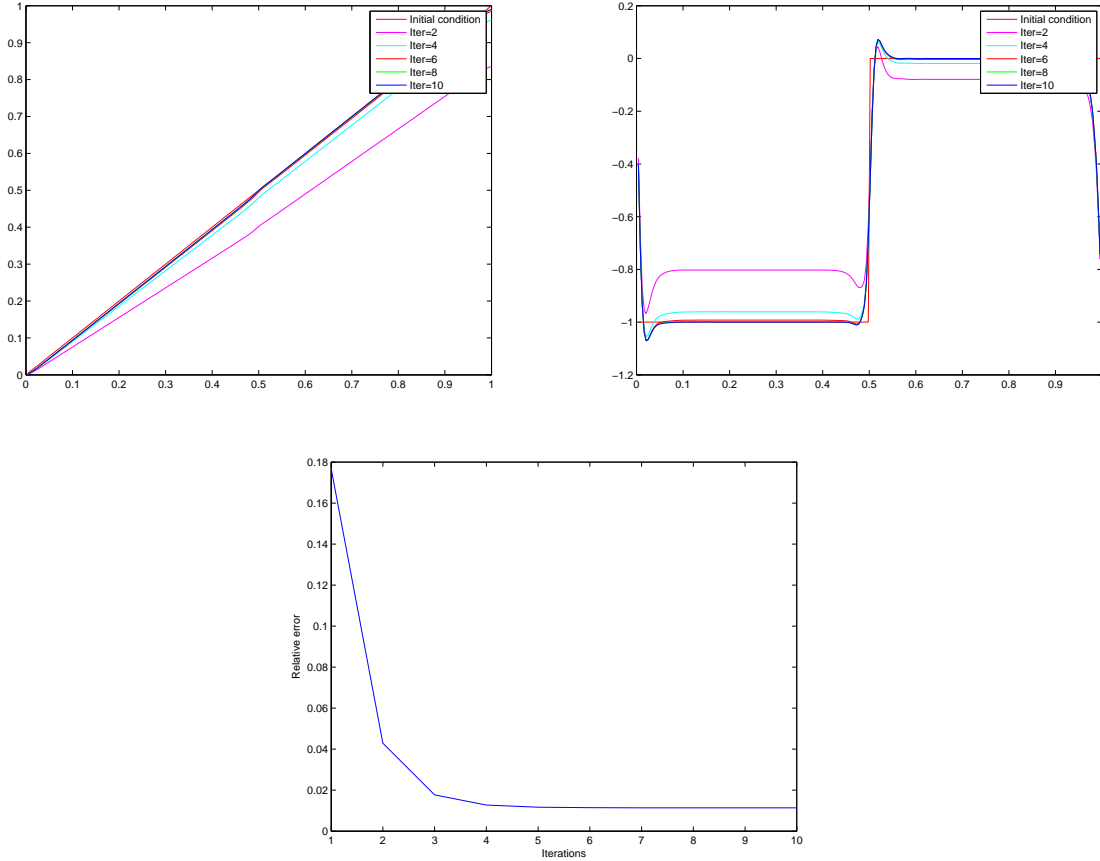 1
0.9
0.8
0.7
0.6
0.5
0.4
0.3
0.2
0.1
0
0 0.1 0.2 0.3 0.4 0.5 0.6 0.7 0.8 0.9 1
Initial condition
Iter=2
Iter=4
Iter=6
Iter=8
Iter=10
0.2
0
−0.2
−0.4
−0.6
−0.8
−1
−1.2
0 0.1 0.2 0.3 0.4 0.5 0.6 0.7 0.8 0.9
Initial condition
Iter=2
Iter=4
Iter=6
Iter=8
Iter=10
0.18
0.16
0.14
0.12
0.1
0.08
0.06
0.04
0.02
0
Relative error
1 2 3 4 5 6 7 8 9 10
Iterations